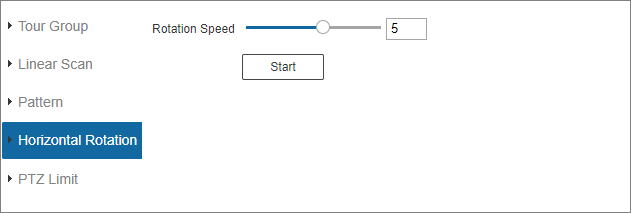 Tour Group
Rotation Speed 5
Linear Scan
Start
Pattern
Horizontal Rotation
PTZ Limit